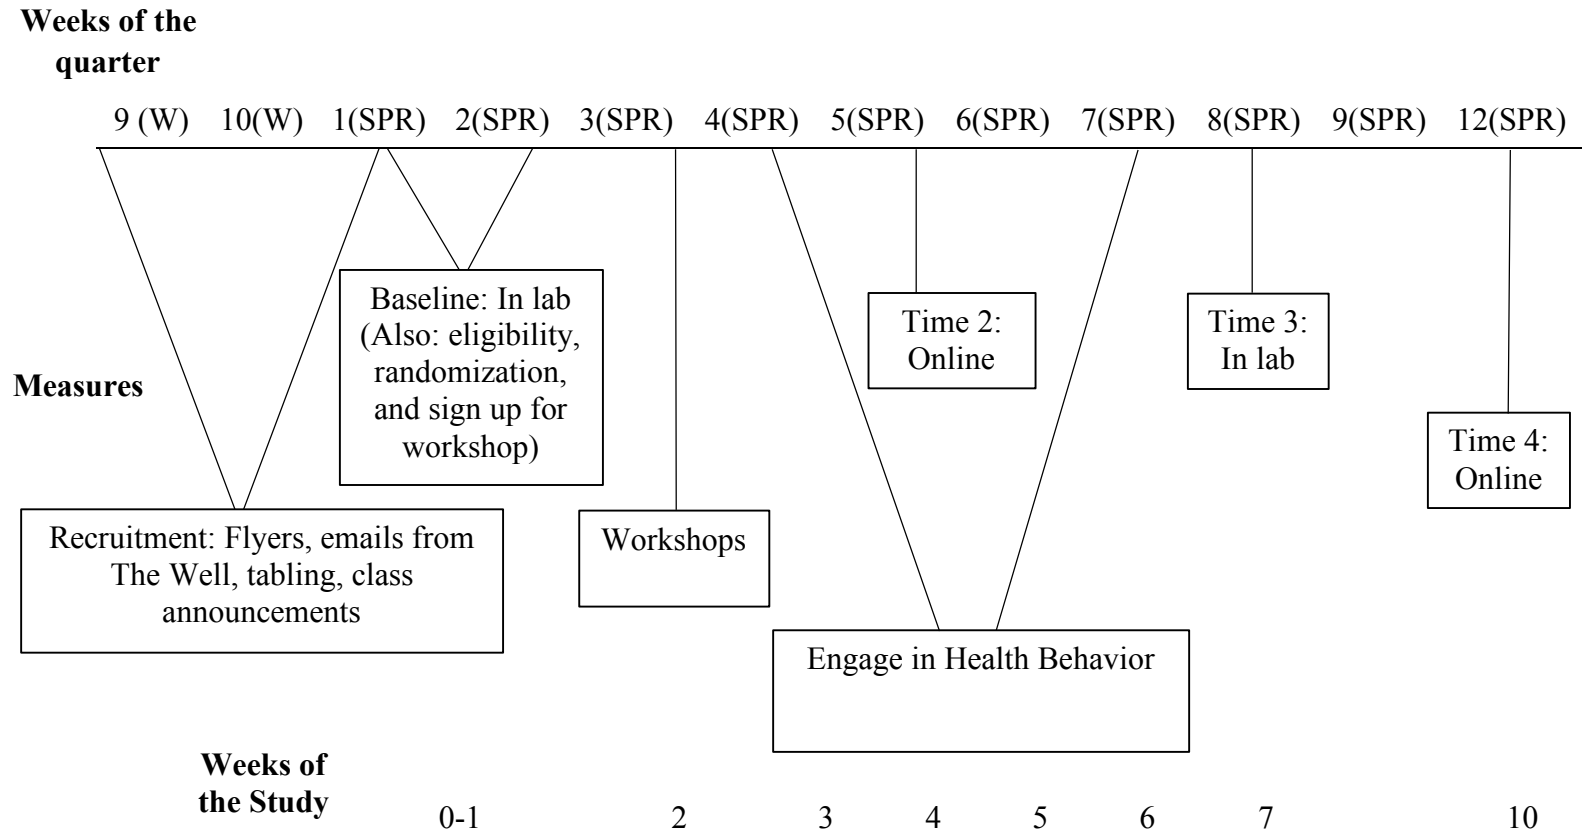 Weeks of the
quarter
9 (W) 10(W) 1(SPR) 2(SPR) 3(SPR) 4(SPR) 5(SPR) 6(SPR) 7(SPR) 8(SPR) 9(SPR) 12(SPR)
Measures
Baseline: In lab
(Also: eligibility,
randomization,
and sign up for
workshop)
Time 2:
Online
Time 3:
In lab
Time 4:
Online
Recruitment: Flyers, emails from
The Well, tabling, class
announcements
Workshops
Engage in Health Behavior
Weeks of
the Study
0-1 2 3 4 5 6 7 10